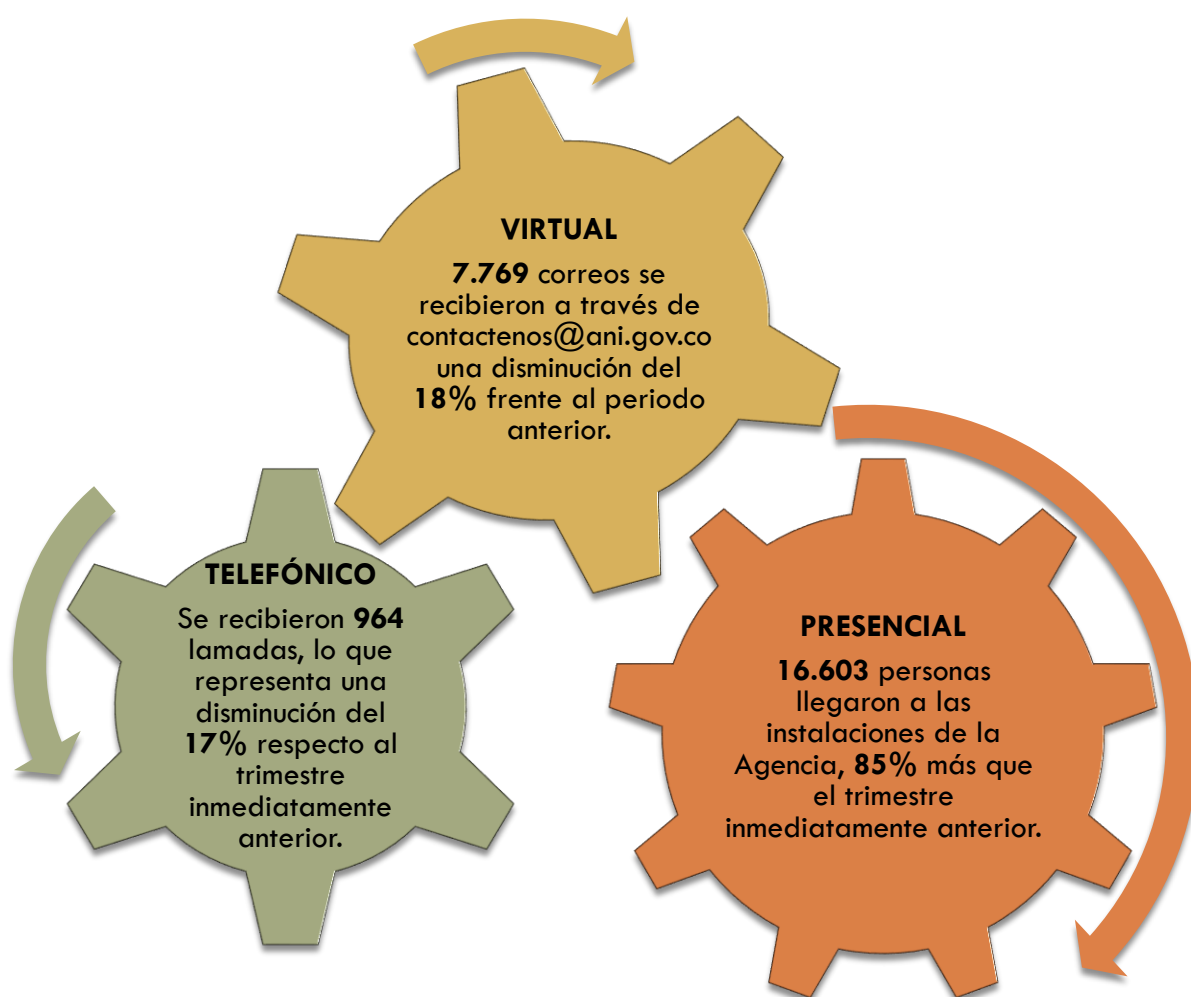 VIRTUAL
7.769 correos se
recibieron a través de
contactenos@ani.gov.co
una disminución del
18% frente al periodo
anterior.
TELEFÓNICO
Se recibieron 964
lamadas, lo que
representa una
disminución del
17% respecto al
trimestre
inmediatamente
anterior.
PRESENCIAL
16.603 personas
llegaron a las
instalaciones de la
Agencia, 85% más que
el trimestre
inmediatamente anterior.